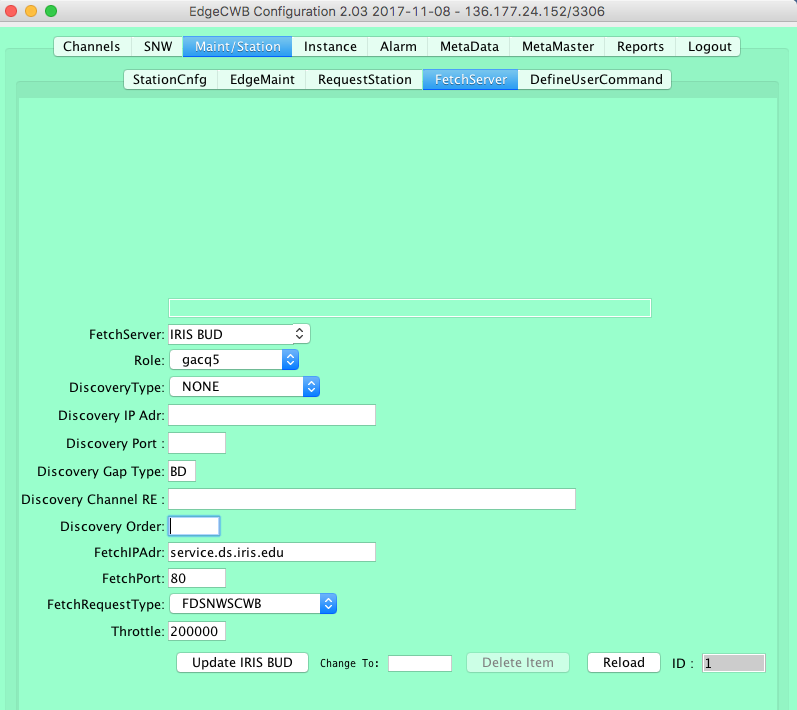 EdgeCWB Configuration 2.03 2017-11-08 - 136.177.24.152/3306
Channels SNW Maint/Station Instance Alarm MetaData MetaMaster Reports Logout
StationCnfg EdgeMaint RequestStation FetchServer DefineUserCommand
FetchServer: IRIS BUD
Role: gacq5
DiscoveryType: NONE
Discovery IP Adr:
Discovery Port :
Discovery Gap Type: BD
Discovery Channel RE :
Discovery Order:
FetchIPAdr: service.ds.iris.edu
FetchPort: 80
FetchRequestType: FDSNWSCWB
Throttle: 200000
Update IRIS BUD Change To: Delete Item Reload ID : 1